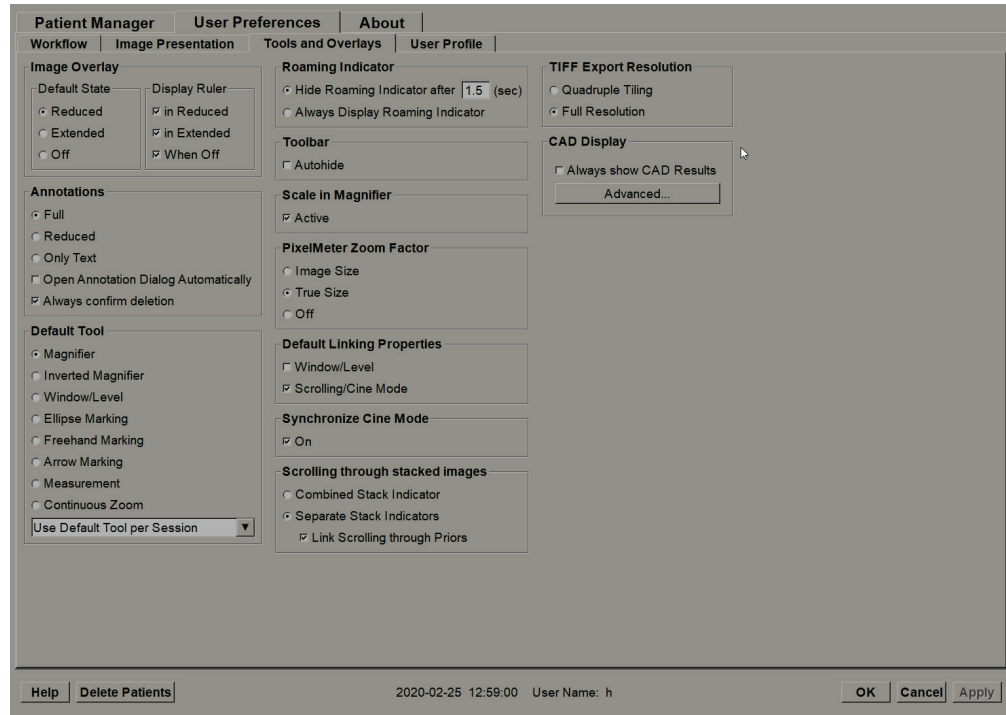 Patient Manager
User Preferences
About
Workflow
Image Presentation
Tools and Overlays
User Profile
Image Overlay
Default State
Reduced
Extended
Off
Display Ruler
in Reduced
in Extended
When Off
Annotations
Full
Reduced
Only Text
Open Annotation Dialog Automatically
Always confirm deletion
Default Tool
Magnifier
Inverted Magnifier
Window/Level
Ellipse Marking
Freehand Marking
Arrow Marking
Measurement
Continuous Zoom
Use Default Tool per Session
Roaming Indicator
Hide Roaming Indicator after 1.5 (sec)
Always Display Roaming Indicator
Toolbar
Autohide
Scale in Magnifier
Active
PixelMeter Zoom Factor
Image Size
True Size
Off
Default Linking Properties
Window/Level
Scrolling/Cine Mode
Synchronize Cine Mode
On
Scrolling through stacked images
Combined Stack Indicator
Separate Stack Indicators
Link Scrolling through Priors
TIFF Export Resolution
Quadruple Tiling
Full Resolution
CAD Display
Always show CAD Results
Advanced...
Help
Delete Patients
2020-02-25 12:59:00 User Name: h
OK
Cancel
Apply